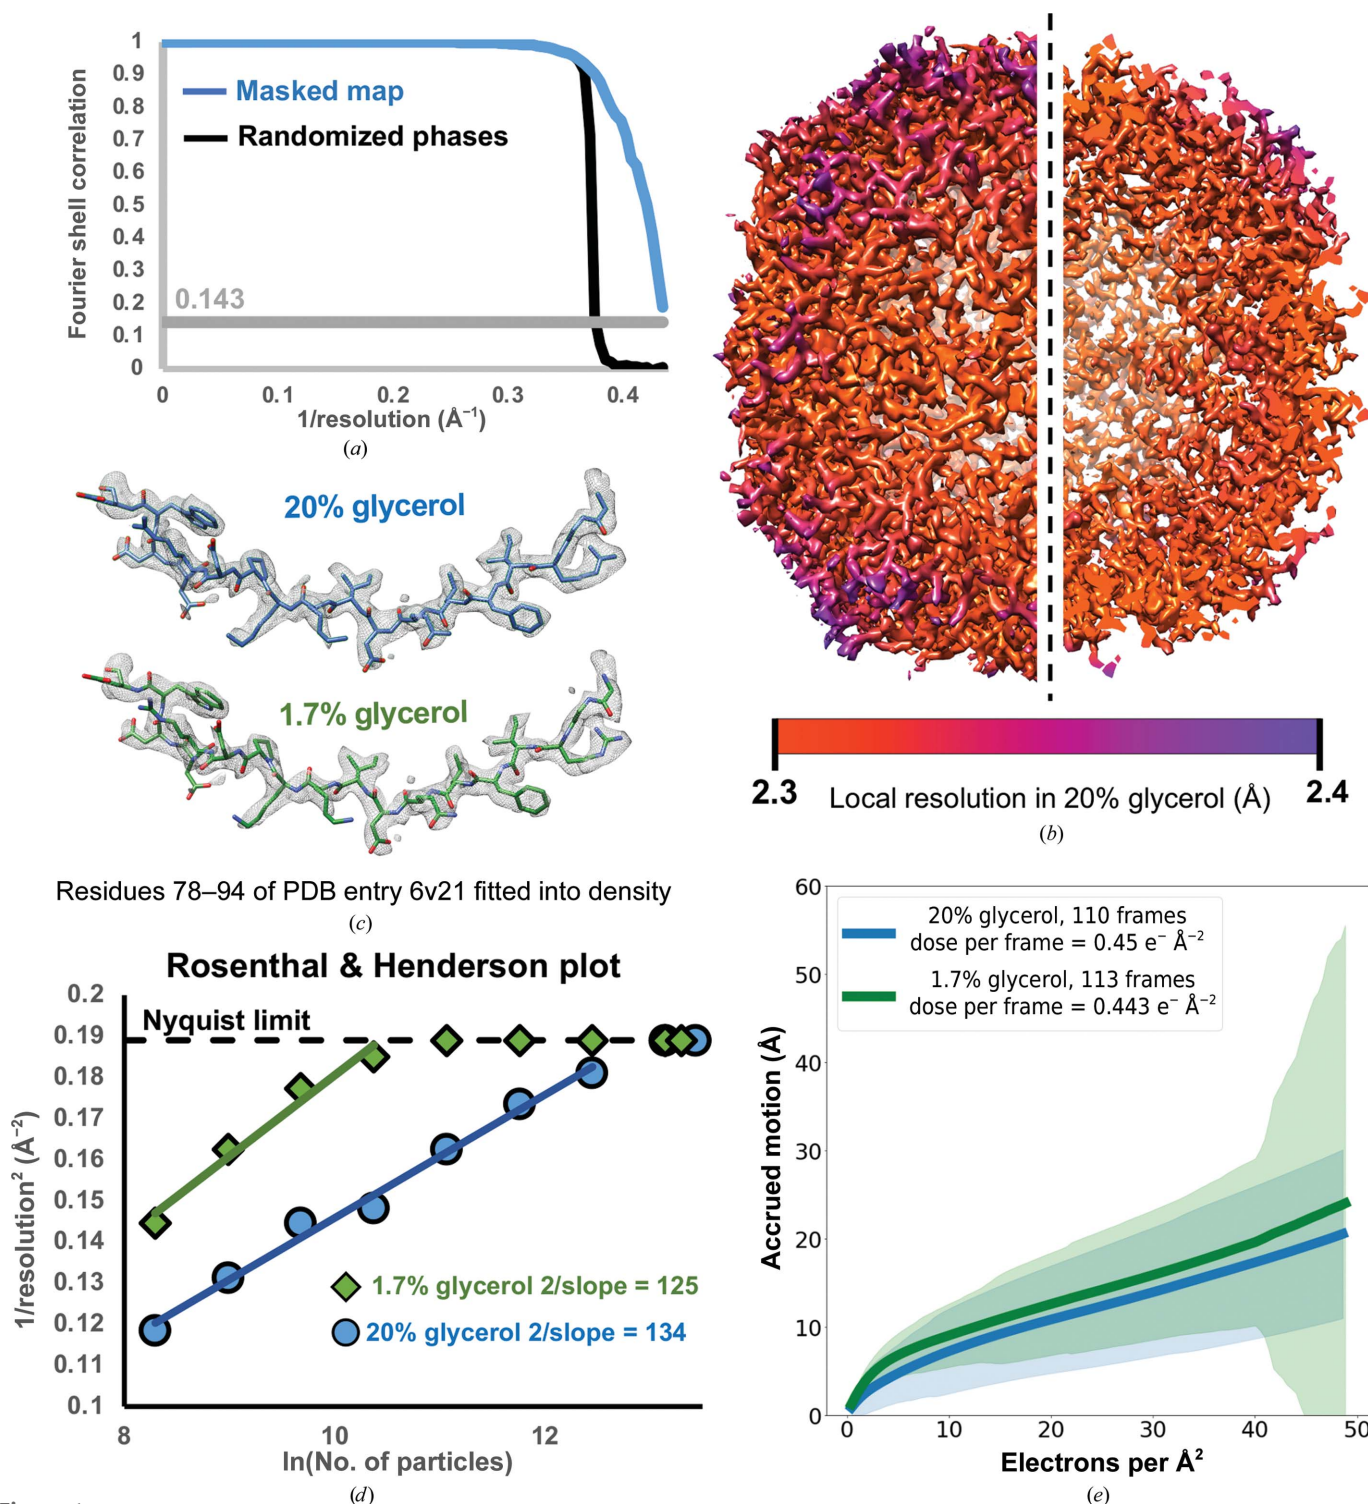 1
0.9
0.8
0.7
0.6
0.5
0.4
0.3
0.2
0.1
0
Fourier shell correlation
Masked map
Randomized phases
0.143
0 0.1 0.2 0.3 0.4
1/resolution (Å⁻¹)
(a)
20% glycerol
1.7% glycerol
Residues 78–94 of PDB entry 6v21 fitted into density
(c)
2.3 2.4
Local resolution in 20% glycerol (Å)
(b)
Rosenthal & Henderson plot
0.2
0.19
0.18
0.17
0.16
0.15
0.14
0.13
0.12
0.11
0.1
1/resolution² (Å⁻²)
Nyquist limit
1.7% glycerol 2/slope = 125
20% glycerol 2/slope = 134
8 10 12
ln(No. of particles)
(d)
60
50
40
30
20
10
0
Accrued motion (Å)
20% glycerol, 110 frames
dose per frame = 0.45 e⁻ Å⁻²
1.7% glycerol, 113 frames
dose per frame = 0.443 e⁻ Å⁻²
0 10 20 30 40 50
Electrons per Å²
(e)